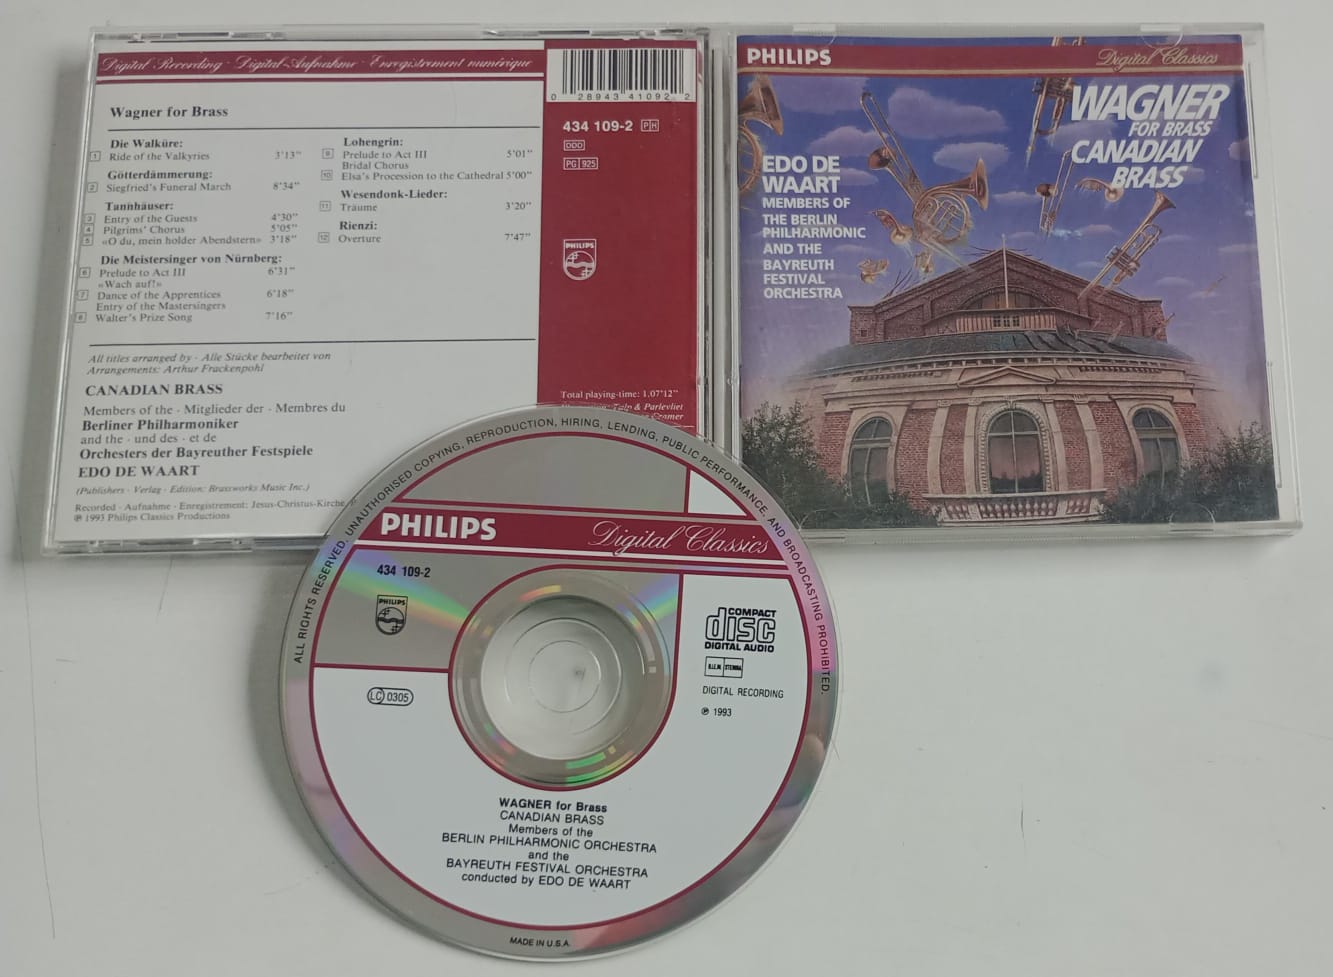 Digital Recording · Digital-Aufnahme · Enregistrement numérique
Wagner for Brass
Die Walküre:
1 Ride of the Valkyries 3'13"
Götterdämmerung:
2 Siegfried's Funeral March 8'34"
Tannhäuser:
3 Entry of the Guests 4'30"
4 Pilgrims' Chorus 5'05"
5 «O du, mein holder Abendstern» 3'18"
Die Meistersinger von Nürnberg:
6 Prelude to Act III 6'31"
«Wach auf!»
7 Dance of the Apprentices 6'18"
Entry of the Mastersingers
8 Walter's Prize Song 7'16"
Lohengrin:
9 Prelude to Act III 5'01"
Bridal Chorus
10 Elsa's Procession to the Cathedral 5'00"
Wesendonk-Lieder:
11 Träume 3'20"
Rienzi:
12 Overture 7'47"
All titles arranged by · Alle Stücke bearbeitet von
Arrangements: Arthur Frackenpohl
CANADIAN BRASS
Members of the · Mitglieder der · Membres du
Berliner Philharmoniker
and the · und des · et de
Orchesters der Bayreuther Festspiele
EDO DE WAART
(Publishers · Verlag · Edition: Brassworks Music Inc.)
Recorded · Aufnahme · Enregistrement: Jesus-Christus-Kirche
℗ 1993 Philips Classics Productions
0 28943 41092 2
434 109-2 PH
DDD
PG 925
PHILIPS
Total playing-time: 1.07'12"
Tulp & Parlevliet
PHILIPS Digital Classics
WAGNER
FOR BRASS
CANADIAN
BRASS
EDO DE
WAART
MEMBERS OF
THE BERLIN
PHILHARMONIC
AND THE
BAYREUTH
FESTIVAL
ORCHESTRA
ALL RIGHTS RESERVED. UNAUTHORISED COPYING, REPRODUCTION, HIRING, LENDING, PUBLIC PERFORMANCE, AND BROADCASTING PROHIBITED.
PHILIPS Digital Classics
434 109-2
PHILIPS
COMPACT
disc
DIGITAL AUDIO
B.I.E.M. STEMRA
LC 0305
DIGITAL RECORDING
℗ 1993
WAGNER for Brass
CANADIAN BRASS
Members of the
BERLIN PHILHARMONIC ORCHESTRA
and the
BAYREUTH FESTIVAL ORCHESTRA
conducted by EDO DE WAART
MADE IN U.S.A.